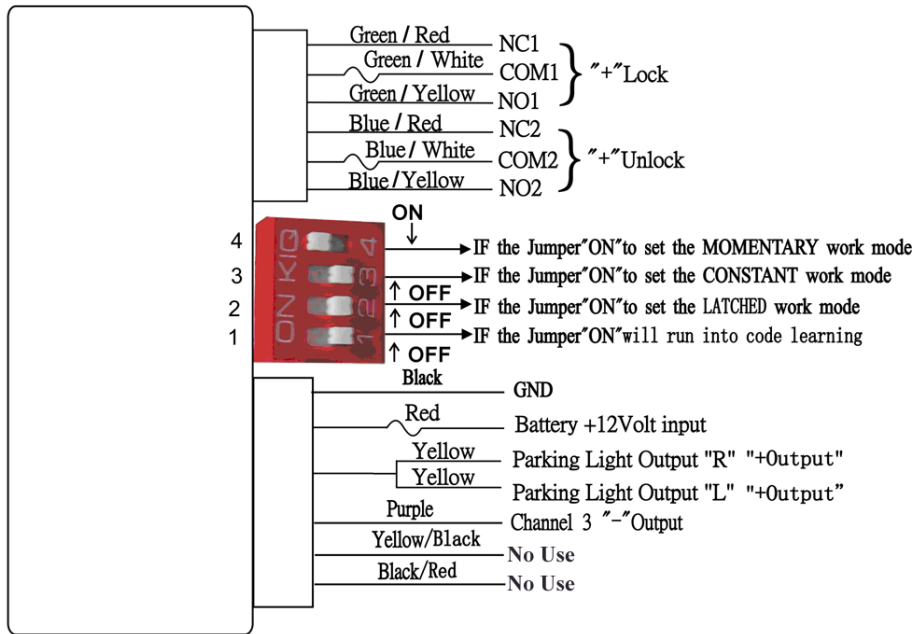 Green / Red NC1
Green / White COM1 "+"Lock
Green / Yellow NO1
Blue / Red NC2
Blue / White COM2 "+"Unlock
Blue/Yellow NO2
ON
4 4 IF the Jumper"ON"to set the MOMENTARY work mode
3 3 IF the Jumper"ON"to set the CONSTANT work mode
OFF
2 2 IF the Jumper"ON"to set the LATCHED work mode
OFF
1 1 IF the Jumper"ON"will run into code learning
OFF
ON KIQ
Black GND
Red Battery +12Volt input
Yellow Parking Light Output "R" "+Output"
Yellow Parking Light Output "L" "+Output”
Purple Channel 3 "-"Output
Yellow/Black No Use
Black/Red No Use